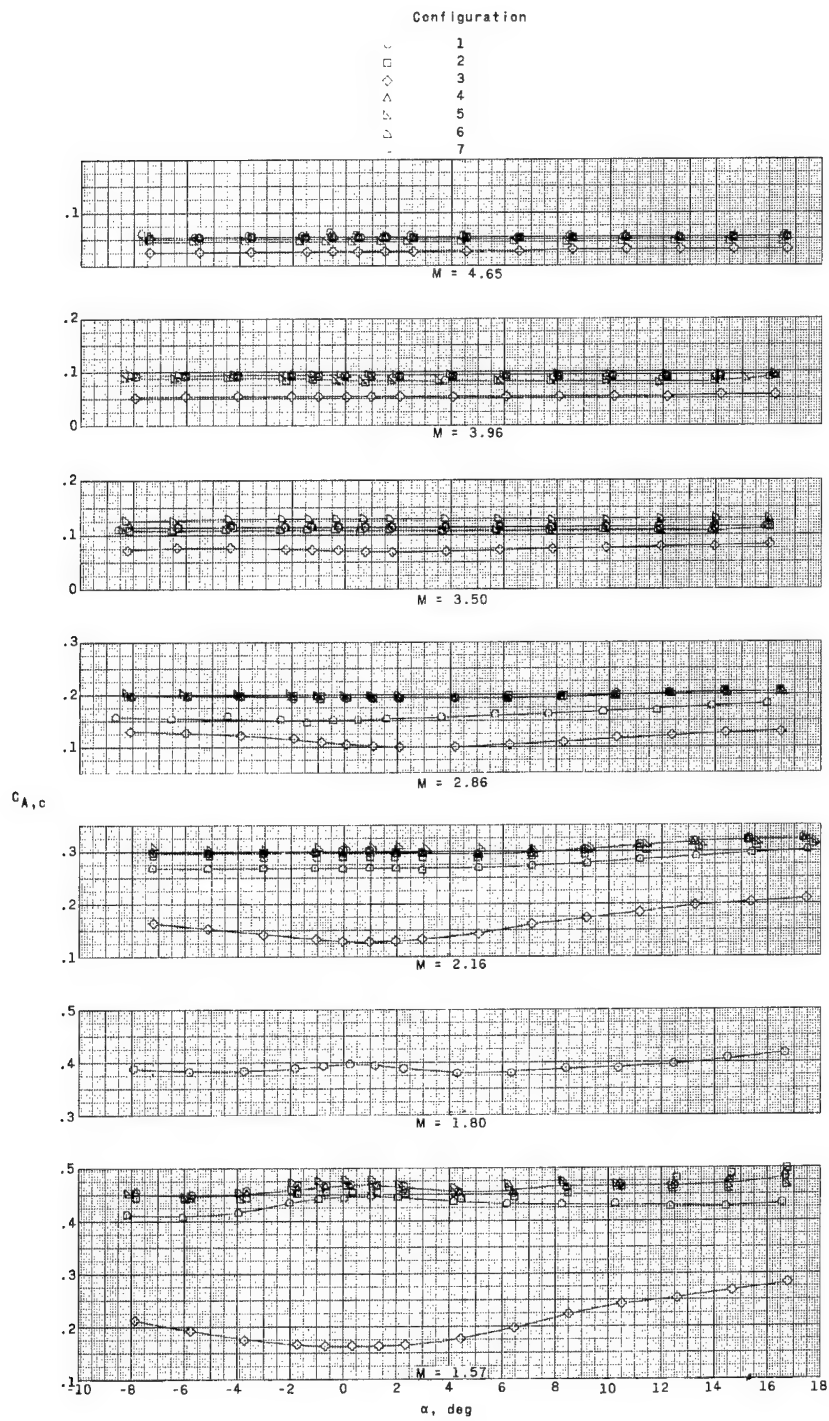 Configuration
1
2
3
4
5
6
7
.1
M = 4.65
.2
.1
0
M = 3.96
.2
.1
0
M = 3.50
.3
.2
.1
M = 2.86
C A,c
.3
.2
.1
M = 2.16
.5
.4
.3
M = 1.80
.5
.4
.3
.2
.1
M = 1.57
-10 -8 -6 -4 -2 0 2 4 6 8 10 12 14 16 18
α, deg